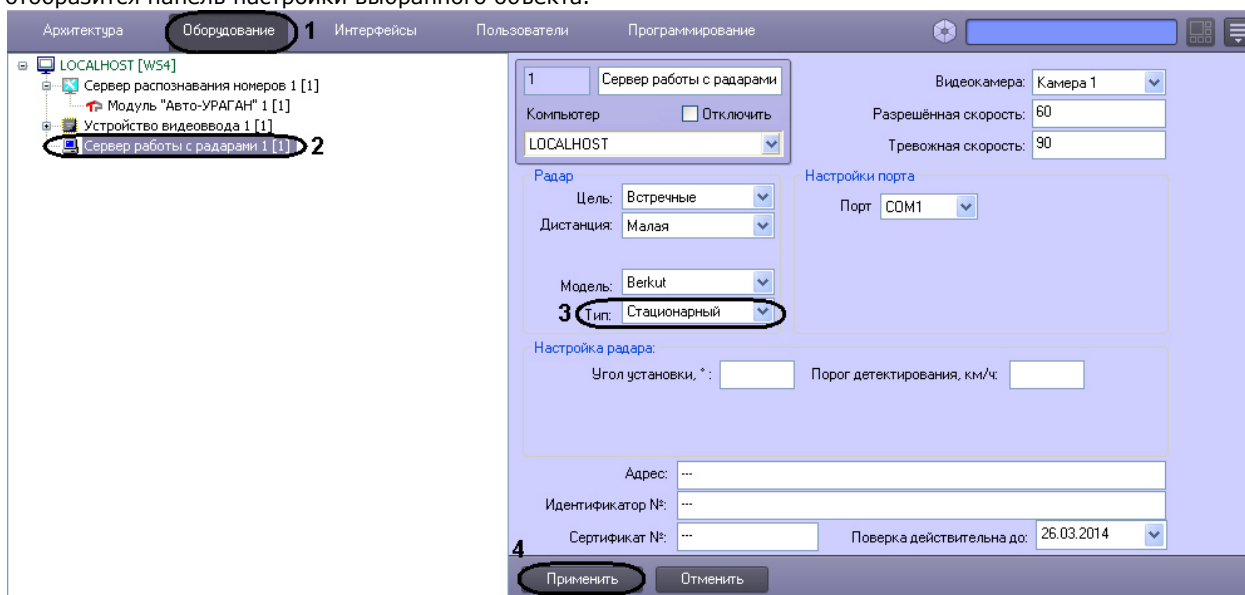 отобразится панель настройки выбранного объекта.
Архитектура Оборудование 1 Интерфейсы Пользователи Программирование
LOCALHOST [WS4]
Сервер распознавания номеров 1 [1]
Модуль "Авто-УРАГАН" 1 [1]
Устройство видеоввода 1 [1]
Сервер работы с радарами 1 [1] 2
1 Сервер работы с радарами
Компьютер Отключить
LOCALHOST
Видеокамера: Камера 1
Разрешённая скорость: 60
Тревожная скорость: 90
Радар
Цель: Встречные
Дистанция: Малая
Модель: Berkut
3 Тип: Стационарный
Настройки порта
Порт COM1
Настройка радара:
Угол установки, ° : Порог детектирования, км/ч:
Адрес: ---
Идентификатор №: ---
Сертификат №: --- Поверка действительна до: 26.03.2014
4
Применить Отменить